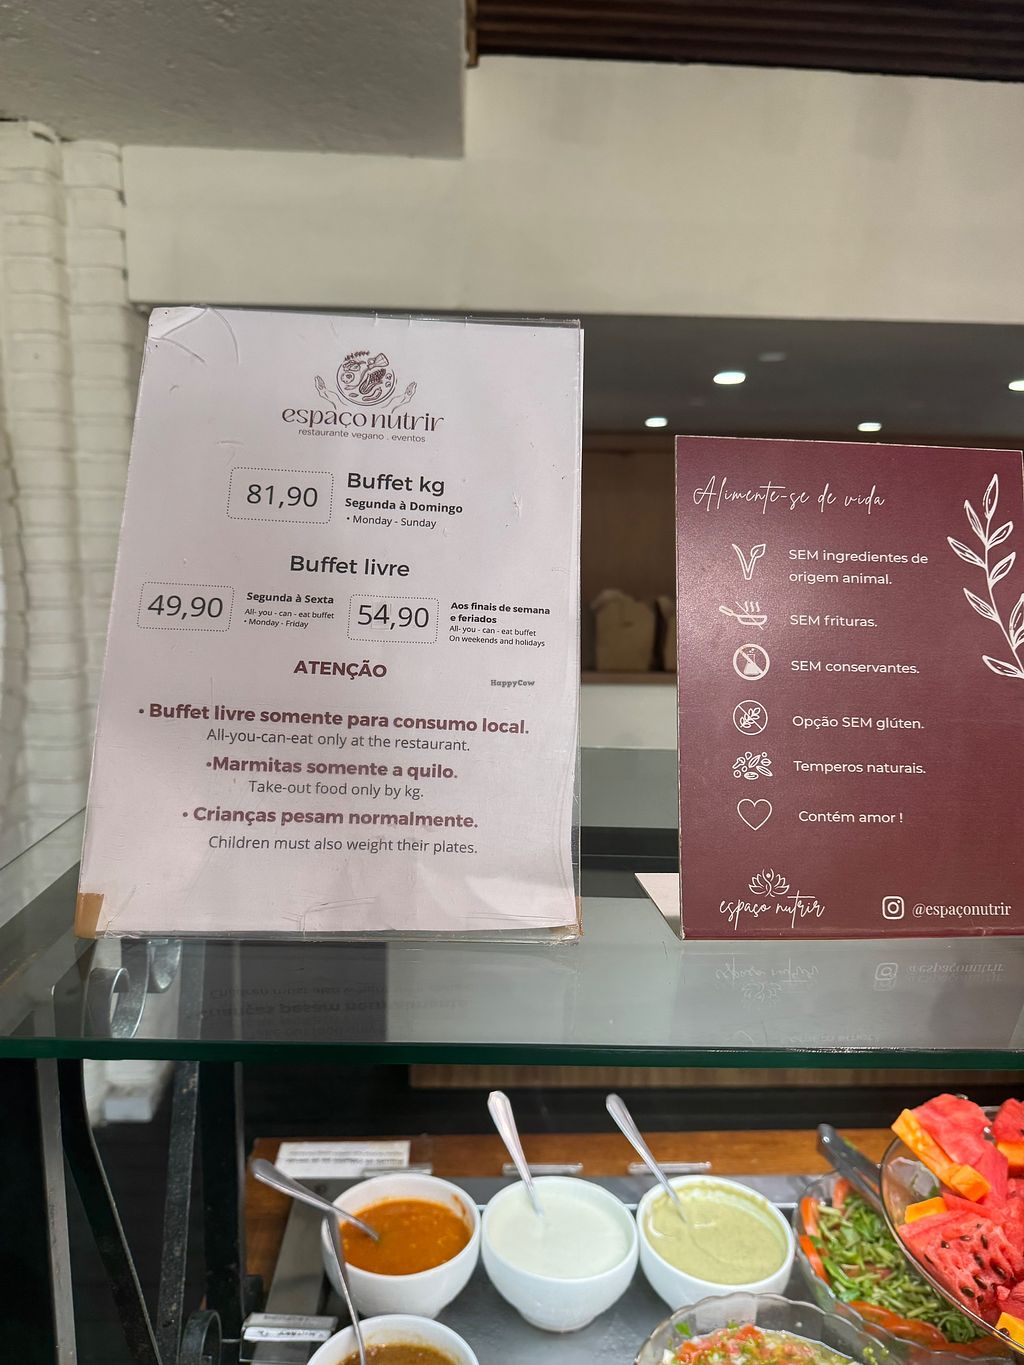 espaço nutrir
restaurante vegano . eventos
81,90
Buffet kg
Segunda à Domingo
• Monday - Sunday
Buffet livre
49,90
Segunda à Sexta
All- you - can - eat buffet
• Monday - Friday
54,90
Aos finais de semana
e feriados
All- you - can - eat buffet
On weekends and holidays
ATENÇÃO
HappyCow
• Buffet livre somente para consumo local.
All-you-can-eat only at the restaurant.
•Marmitas somente a quilo.
Take-out food only by kg.
• Crianças pesam normalmente.
Children must also weight their plates.
Alimente-se de vida
SEM ingredientes de
origem animal.
SEM frituras.
SEM conservantes.
Opção SEM glúten.
Temperos naturais.
Contém amor !
espaço nutrir
@espaçonutrir